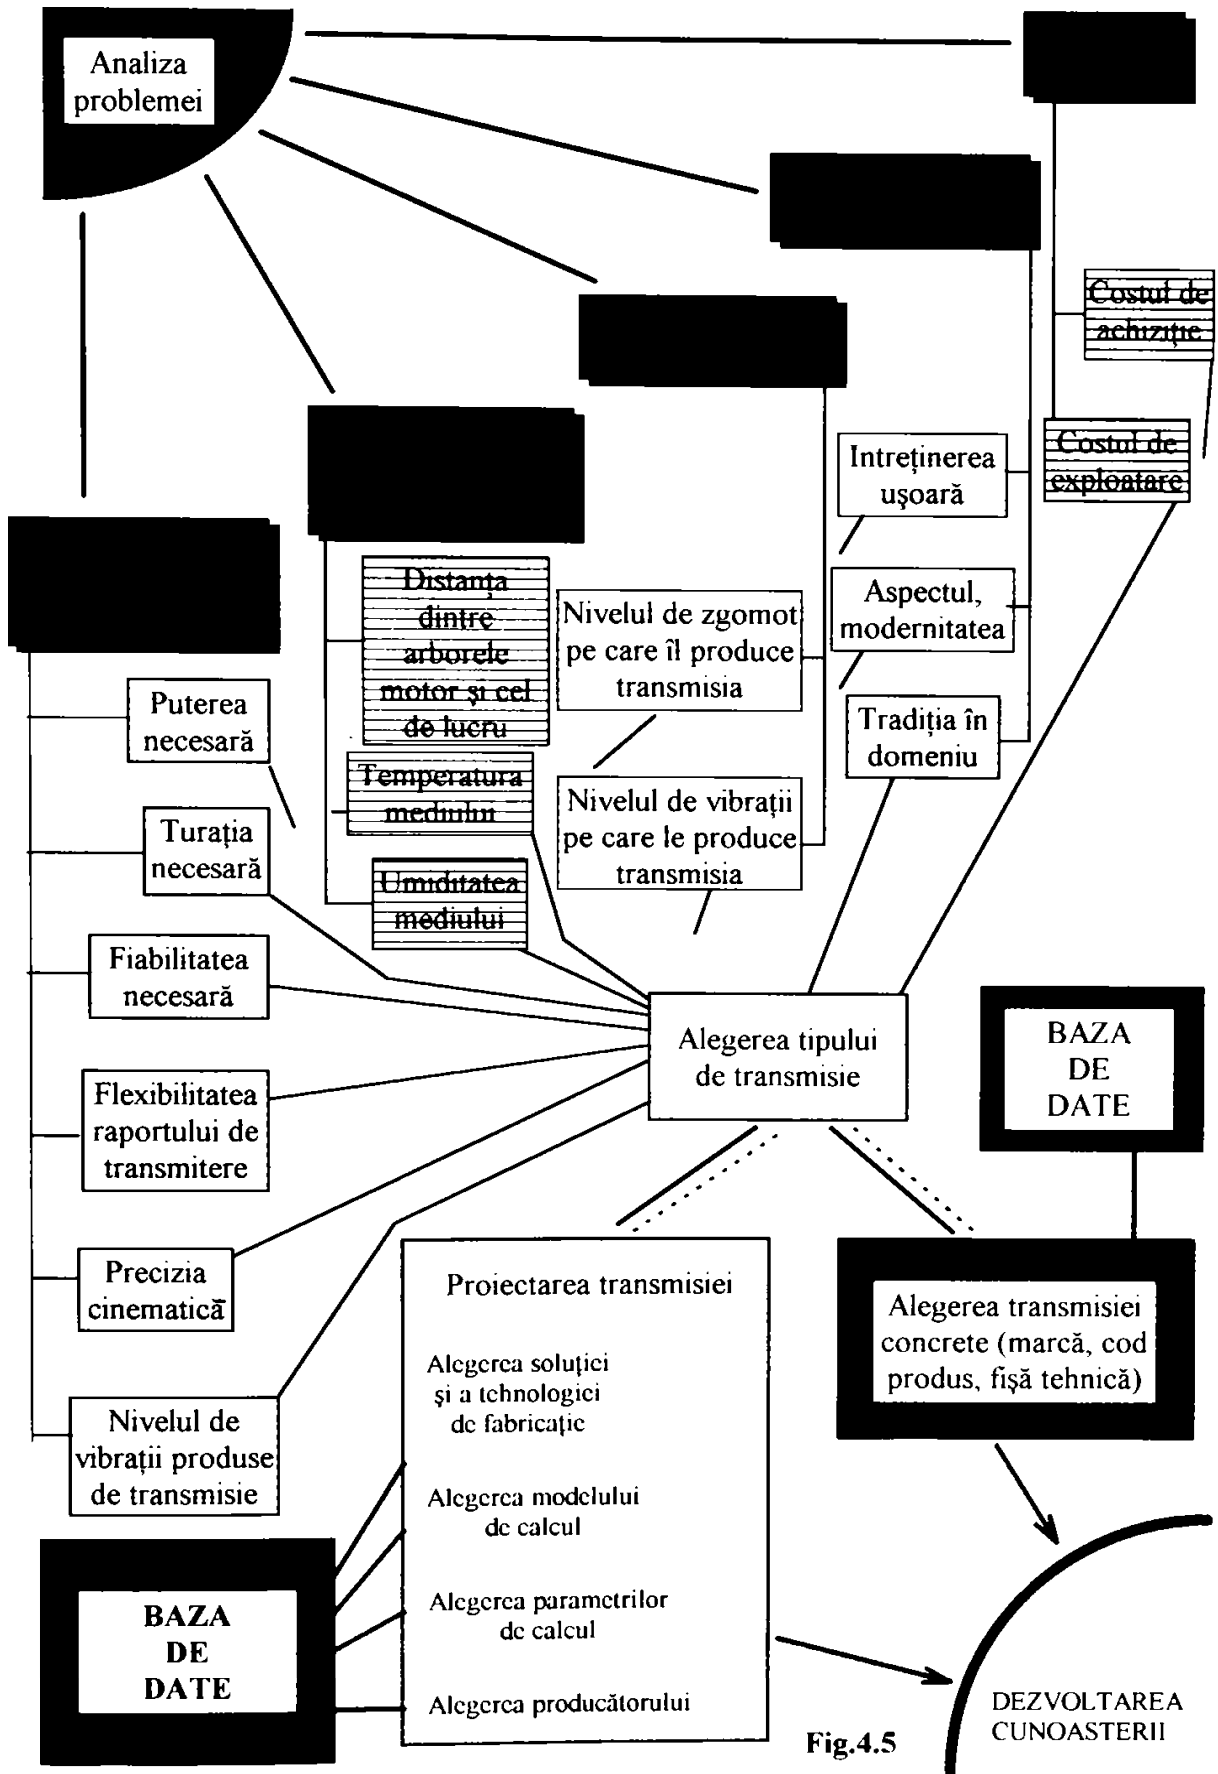 Analiza
problemei
Costul de
achiziție
Costul de
exploatare
Intreținerea
uşoară
Aspectul,
modernitatea
Tradiția în
domeniu
Distanța
dintre
arborele
motor şi cel
de lucru
Temperatura
mediului
Umiditatea
mediului
Nivelul de zgomot
pe care îl produce
transmisia
Nivelul de vibrații
pe care le produce
transmisia
Puterea
necesară
Turația
necesară
Fiabilitatea
necesară
Flexibilitatea
raportului de
transmitere
Precizia
cinematică
Nivelul de
vibrații produse
de transmisie
Alegerea tipului
de transmisie
BAZA
DE
DATE
Proiectarea transmisiei
Alegerea soluției
şi a tehnologiei
de fabricație
Alegerea modelului
de calcul
Alegerea parametrilor
de calcul
Alegerea producătorului
Alegerea transmisiei
concrete (marcă, cod
produs, fişă tehnică)
BAZA
DE
DATE
DEZVOLTAREA
CUNOASTERII
Fig.4.5